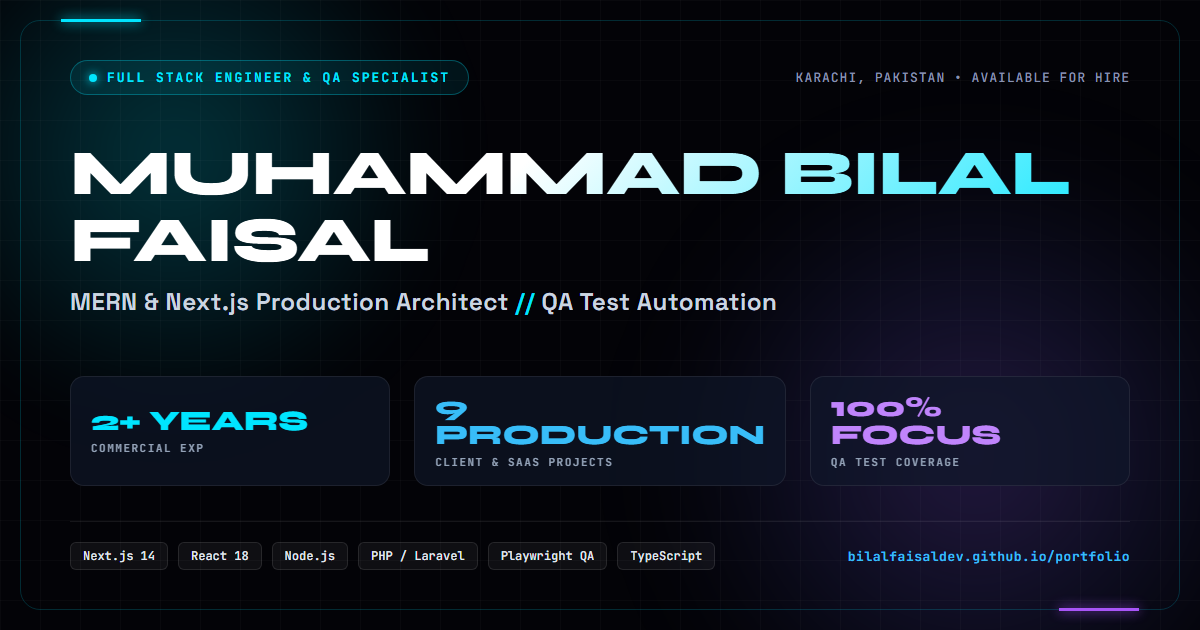 FULL STACK ENGINEER & QA SPECIALIST
KARACHI, PAKISTAN • AVAILABLE FOR HIRE
MUHAMMAD BILAL
FAISAL
MERN & Next.js Production Architect // QA Test Automation
2+ YEARS
COMMERCIAL EXP
9
PRODUCTION
CLIENT & SAAS PROJECTS
100%
FOCUS
QA TEST COVERAGE
Next.js 14
React 18
Node.js
PHP / Laravel
Playwright QA
TypeScript
bilalfaisaldev.github.io/portfolio